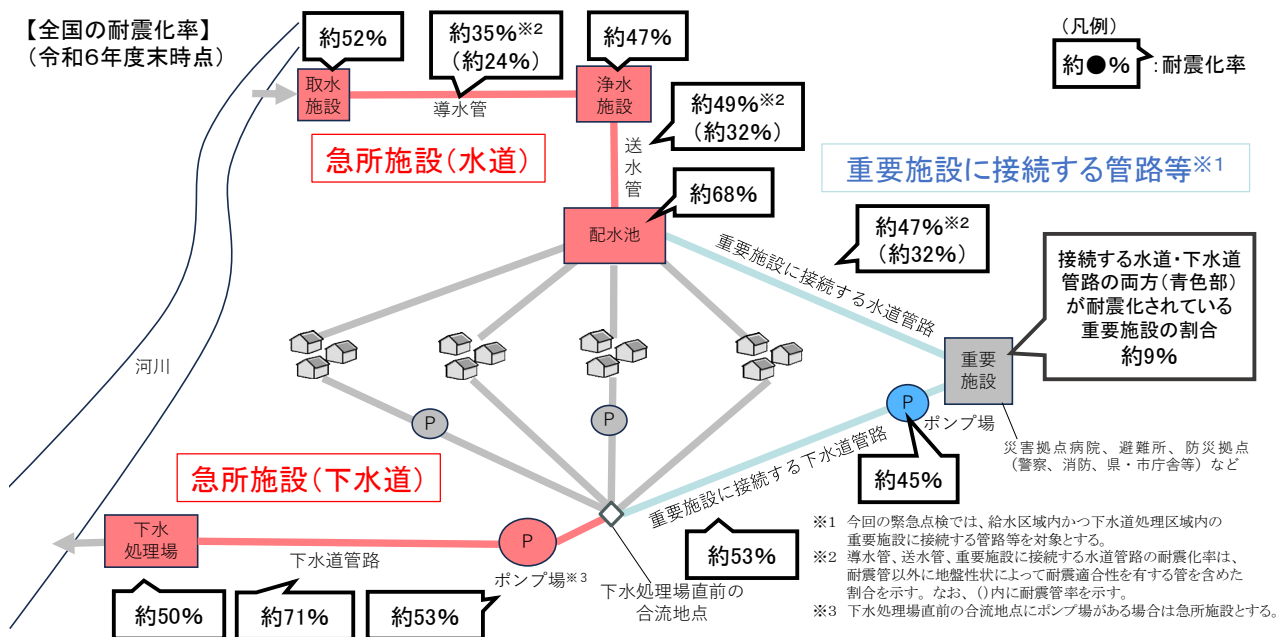 【全国の耐震化率】
（令和6年度末時点）
約52%
約35%※2
（約24%）
約47%
（凡例）
約●%
：耐震化率
取水
施設
導水管
浄水
施設
約49%※2
（約32%）
急所施設（水道）
送水管
重要施設に接続する管路等※1
約68%
配水池
約47%※2
（約32%）
重要施設に接続する水道管路
接続する水道・下水道
管路の両方（青色部）
が耐震化されている
重要施設の割合
約9%
河川
重要
施設
P
P
P
ポンプ場
災害拠点病院、避難所、防災拠点
（警察、消防、県・市庁舎等）など
急所施設（下水道）
重要施設に接続する下水道管路
約45%
下水
処理場
下水道管路
P
ポンプ場※3
下水処理場直前の
合流地点
約53%
約50%
約71%
約53%
※1 今回の緊急点検では、給水区域内かつ下水道処理区域内の
重要施設に接続する管路等を対象とする。
※2 導水管、送水管、重要施設に接続する水道管路の耐震化率は、
耐震管以外に地盤性状によって耐震適合性を有する管を含めた
割合を示す。なお、（）内に耐震管率を示す。
※3 下水処理場直前の合流地点にポンプ場がある場合は急所施設とする。